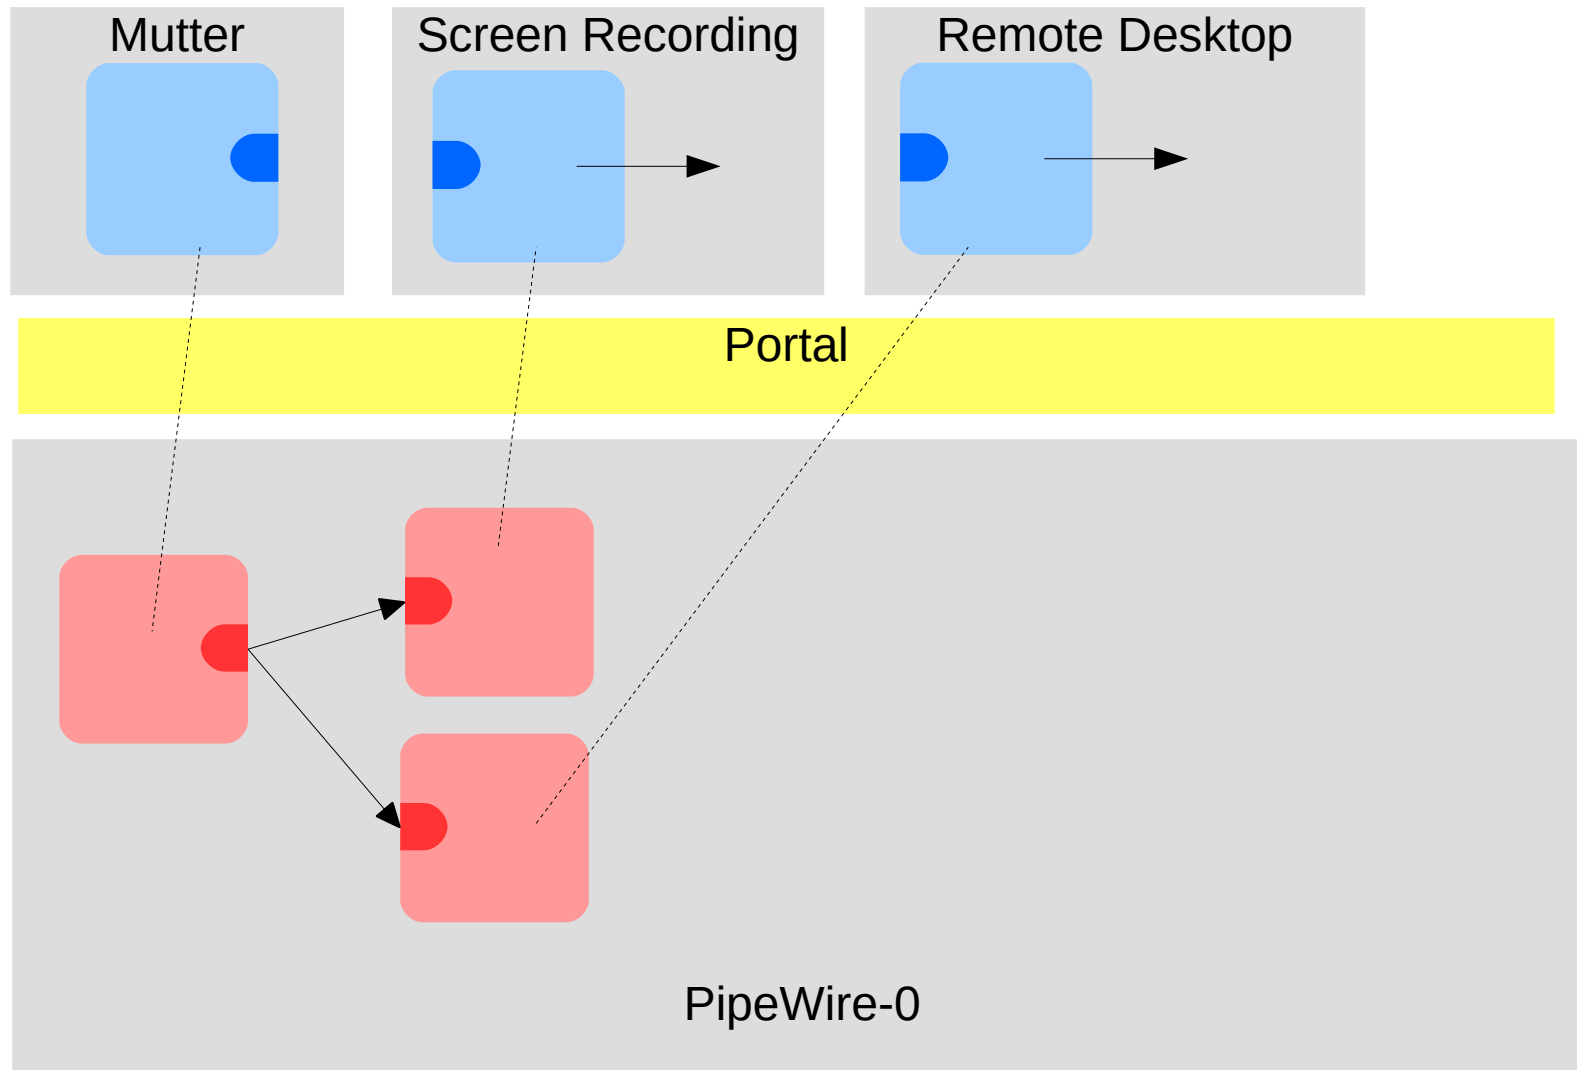 Mutter
Screen Recording
Remote Desktop
Portal
PipeWire-0